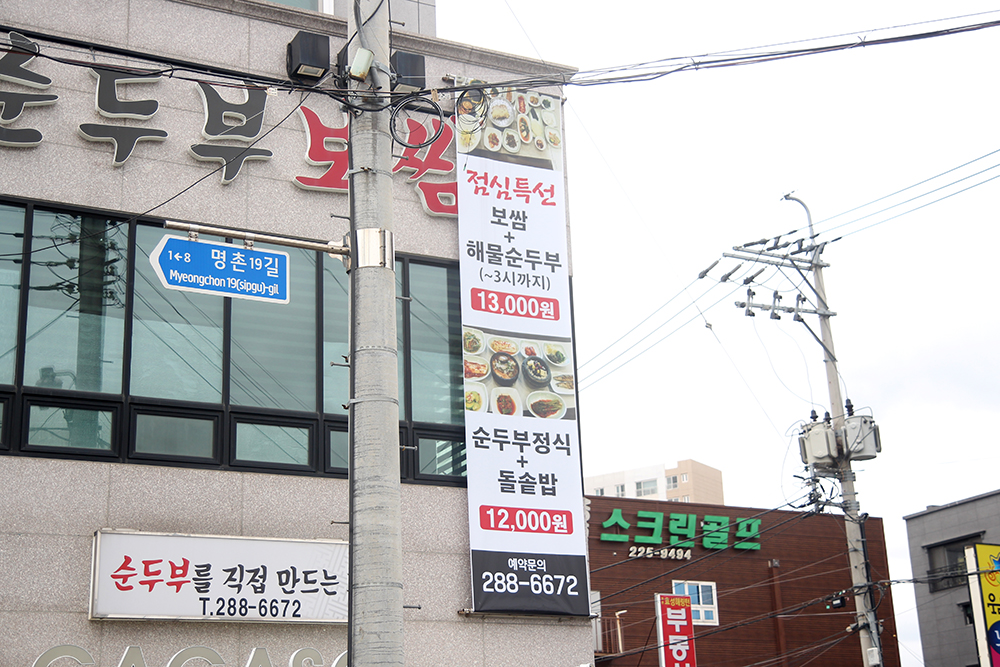 순두부보쌈
1←8 명촌19길
Myeongchon 19(sipgu)-gil
점심특선
보쌈
+
해물순두부
(~3시까지)
13,000원
순두부정식
+
돌솥밥
12,000원
예약문의
288-6672
순두부를 직접 만드는
T.288-6672
스크린골프
225-9494